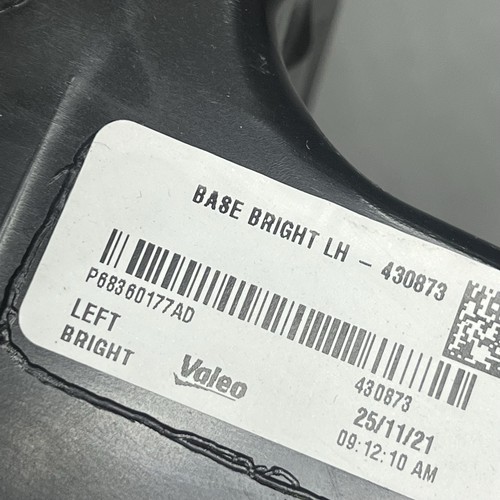 BASE BRIGHT LH - 430873
P68360177AD
430873
LEFT
BRIGHT
Valeo
25/11/21
09:12:10 AM